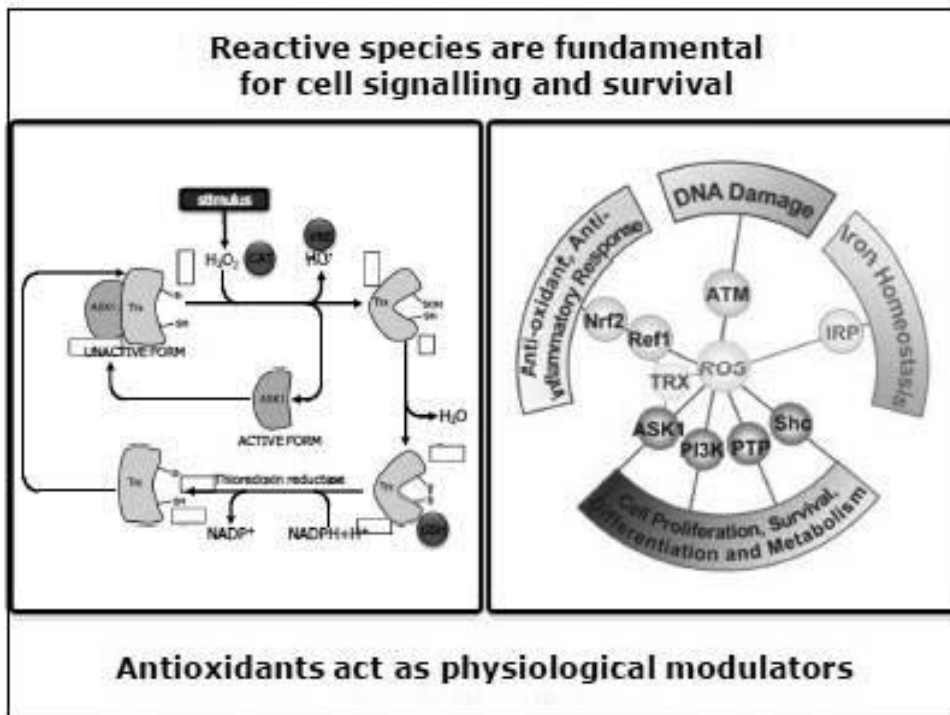 Reactive species are fundamental
for cell signalling and survival
stimulus
H₂O₂
CAT
ASK1
Trx
SH
UNACTIVE FORM
Trx
SH
ASK1
ACTIVE FORM
H₂O
Trx
SH
Thioredoxin reductase
Trx
NADP⁺
NADPH+H⁺
GSH
DNA Damage
Anti-oxidant, Anti-
Inflammatory Response
Iron Homeostasis
ATM
Nrf2
Ref1
IRP
ROS
TRX
ASK1
PI3K
PTP
Shc
Cell Proliferation, Survival,
Differentiation and Metabolism
Antioxidants act as physiological modulators